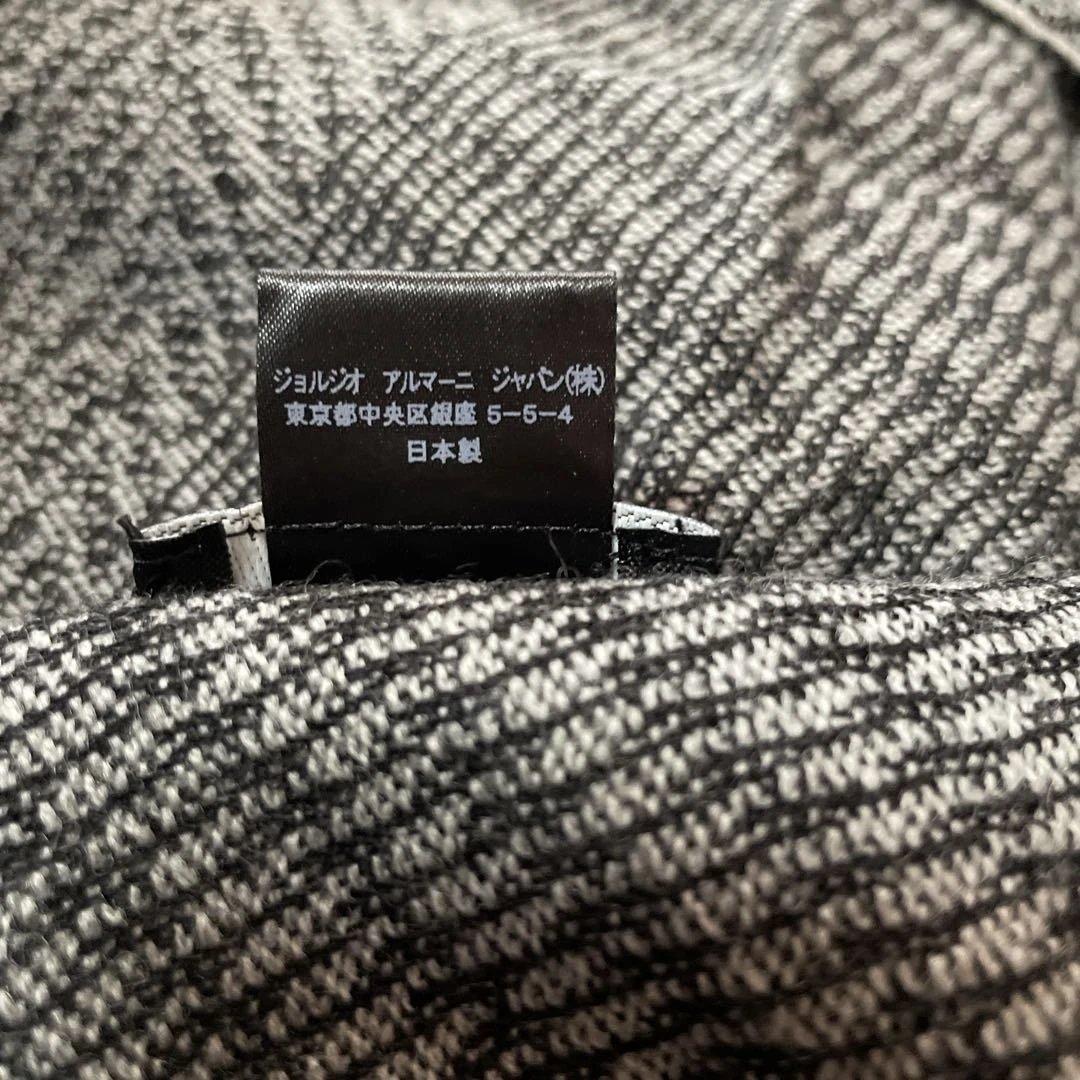 ジョルジオ アルマーニ ジャパン(株)
東京都中央区銀座 5-5-4
日本製